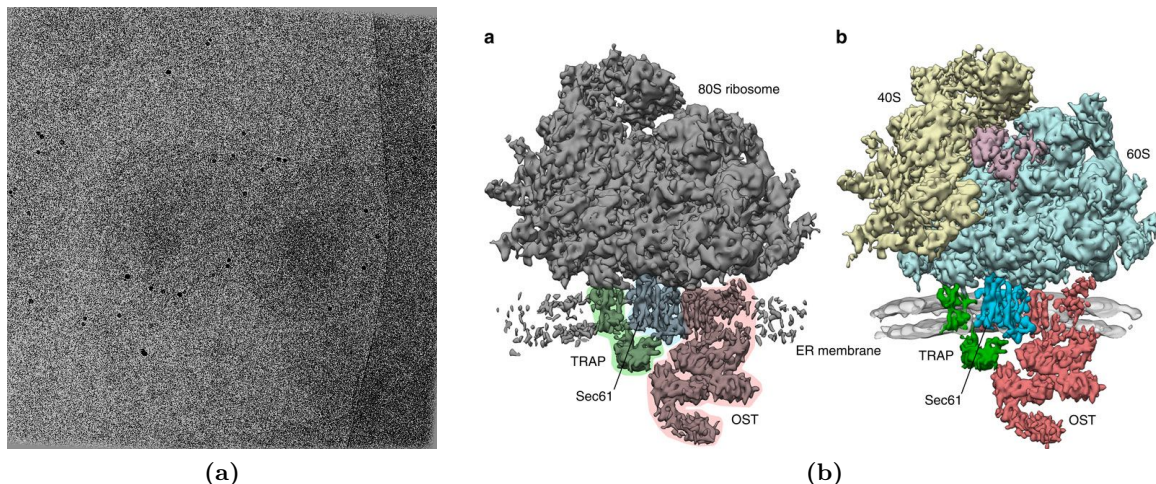 a
80S ribosome
TRAP
Sec61
ER membrane
OST
b
40S
60S
TRAP
Sec61
OST
(a)
(b)